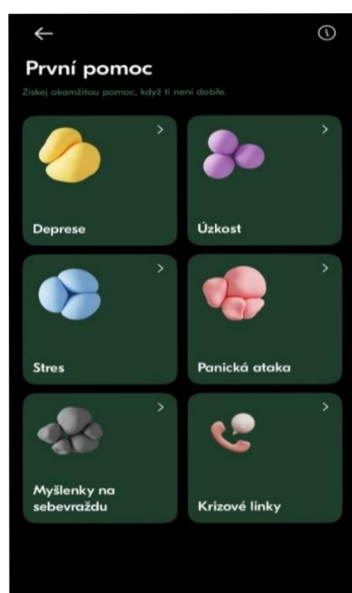 První pomoc
Získej okamžitou pomoc, když ti není dobře.
Deprese
Úzkost
Stres
Panická ataka
Myšlenky na
sebevraždu
Krizové linky